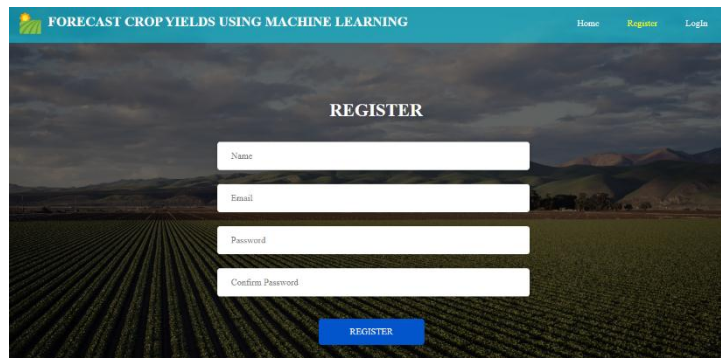 FORECAST CROP YIELDS USING MACHINE LEARNING
Home Register LogIn
REGISTER
Name
Email
Password
Confirm Password
REGISTER